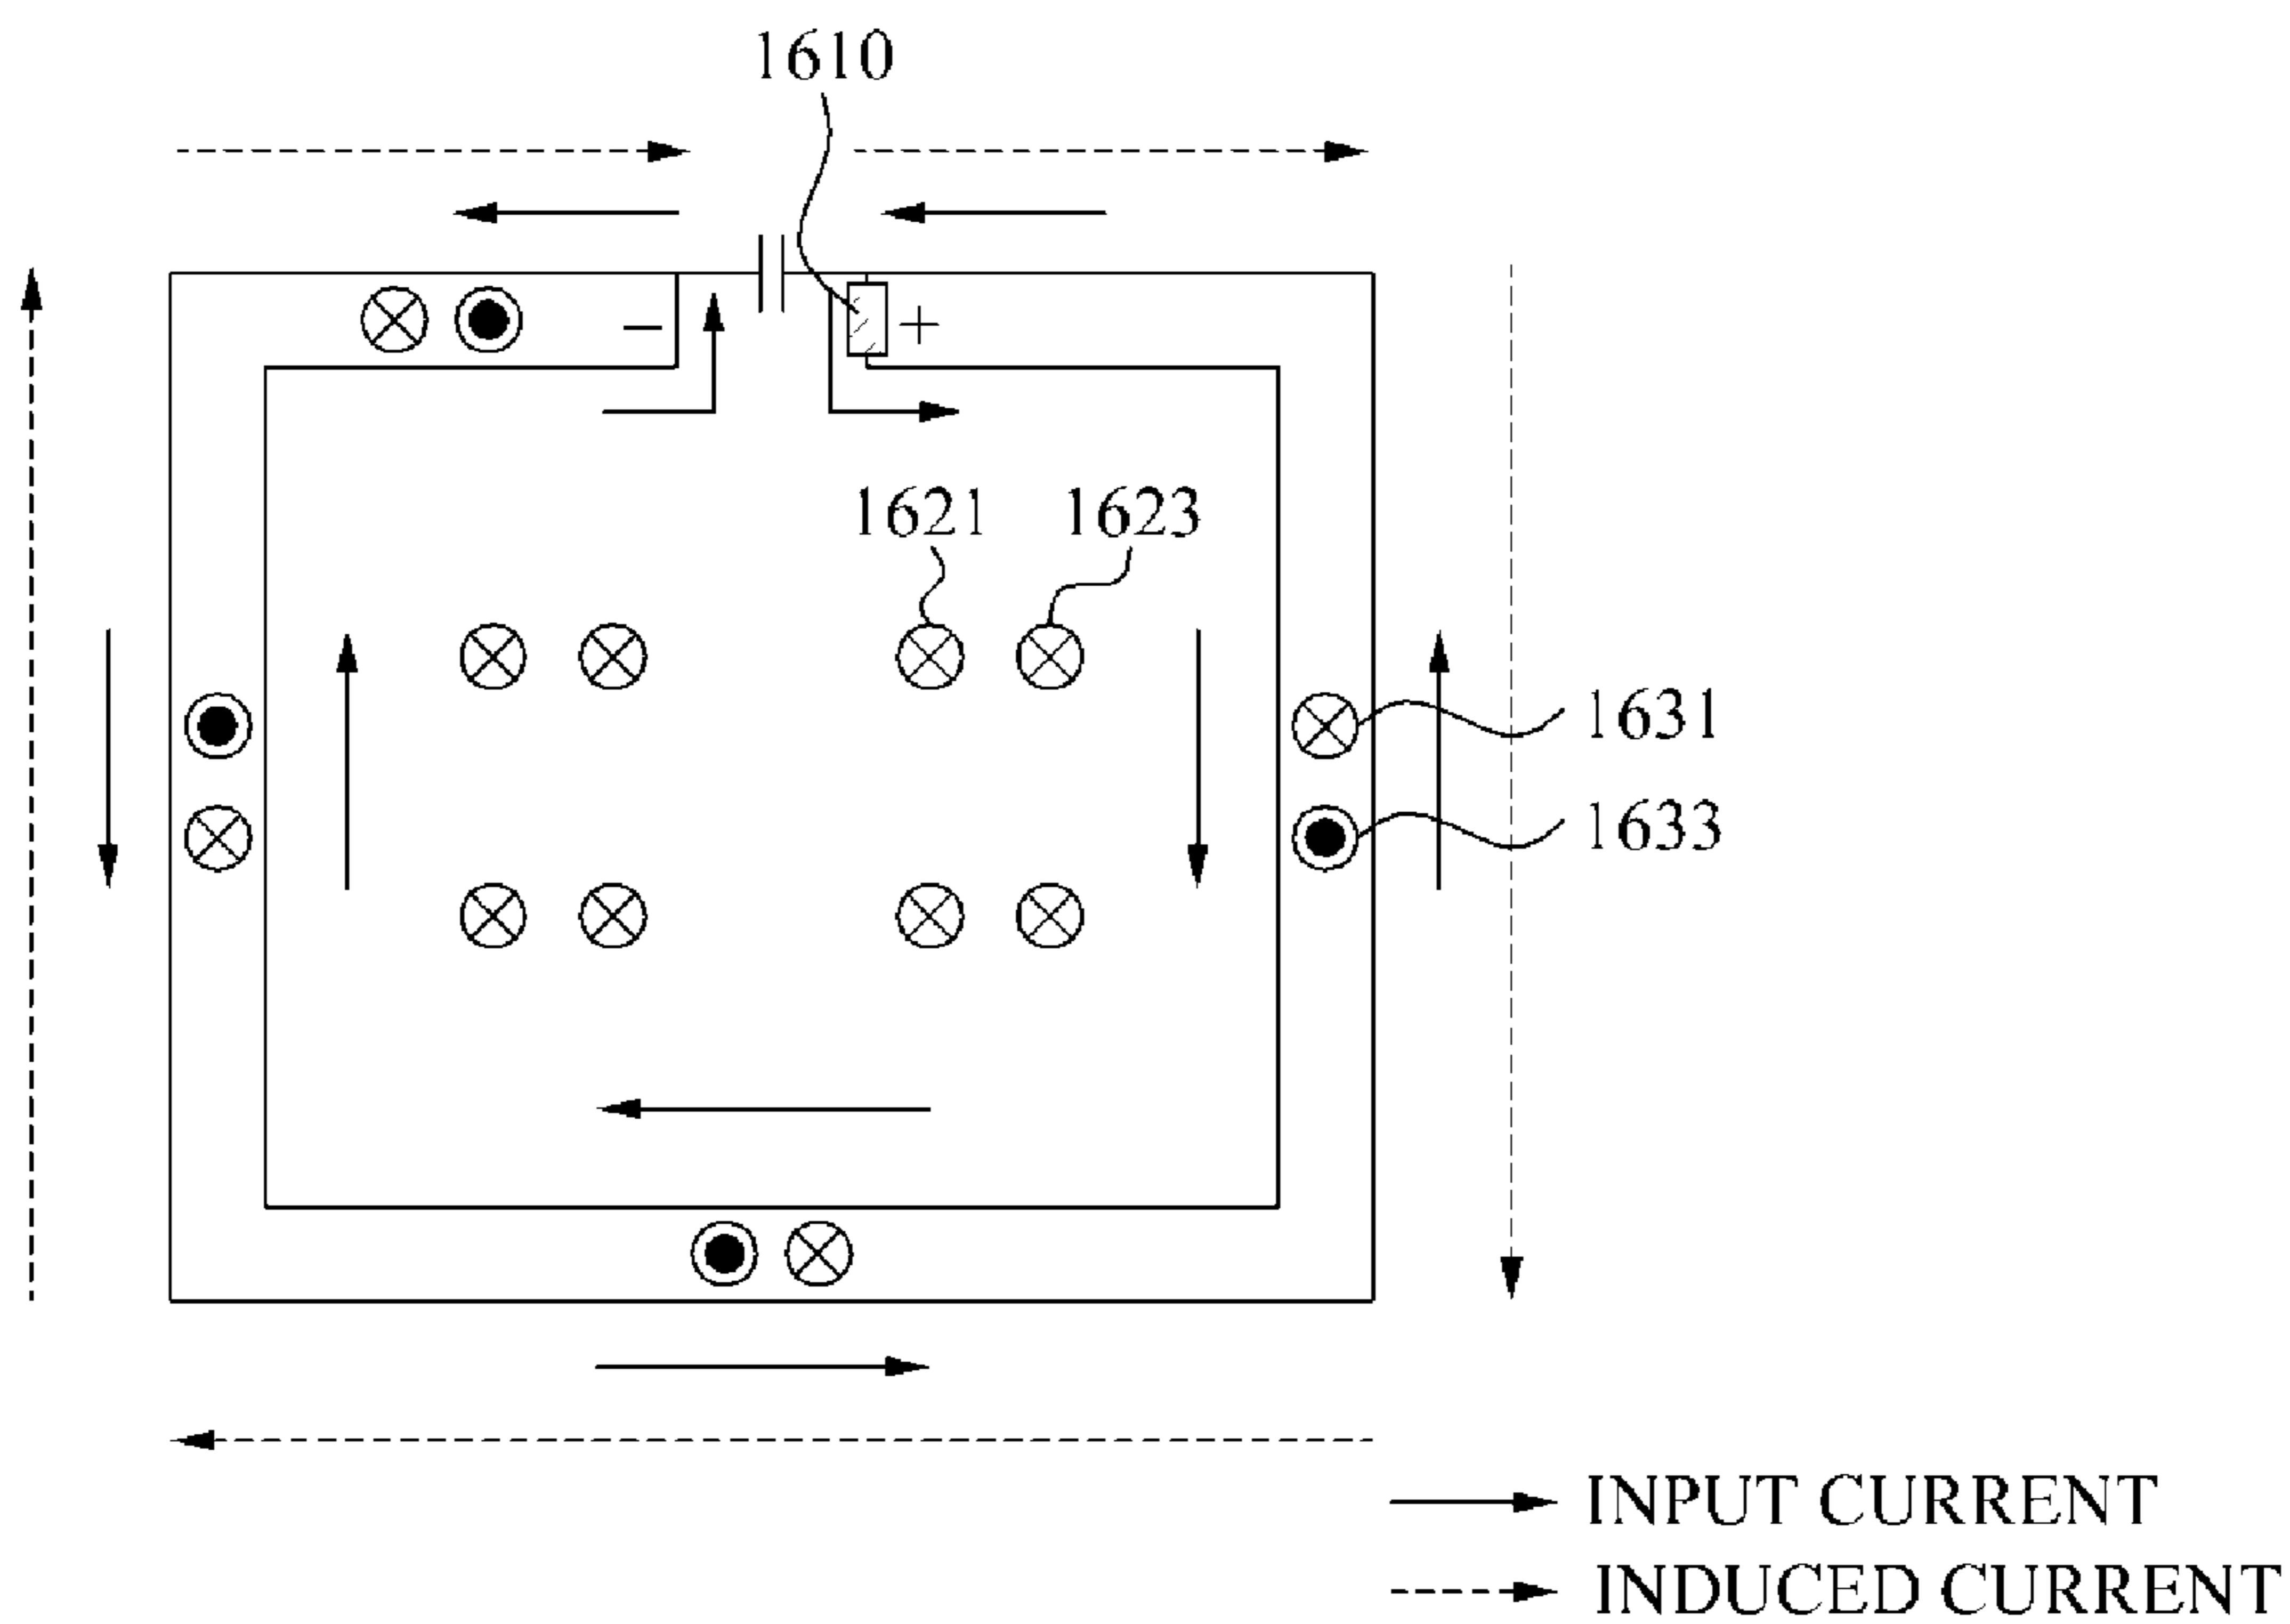 1610
− +
1621 1623
1631
1633
INPUT CURRENT
INDUCED CURRENT